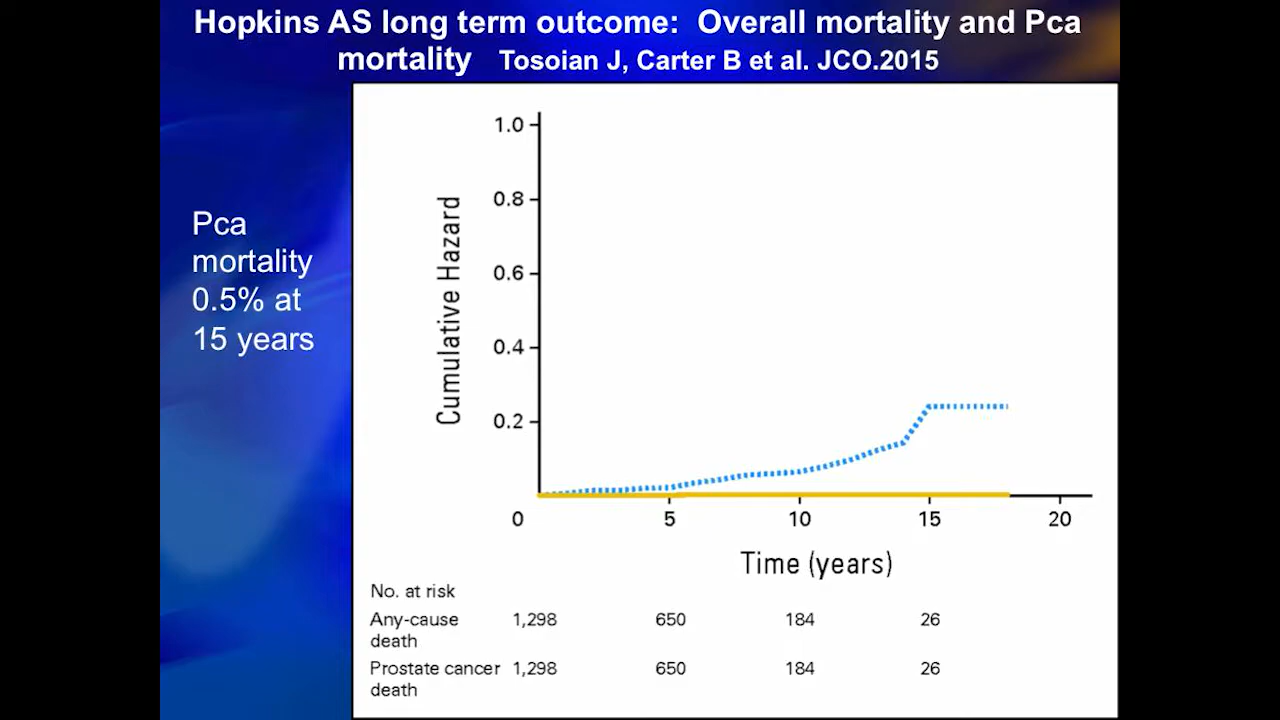 Hopkins AS long term outcome: Overall mortality and Pca
mortality Tosoian J, Carter B et al. JCO.2015
Pca
mortality
0.5% at
15 years
Cumulative Hazard
1.0
0.8
0.6
0.4
0.2
0 5 10 15 20
Time (years)
No. at risk
Any-cause 1,298 650 184 26
death
Prostate cancer 1,298 650 184 26
death